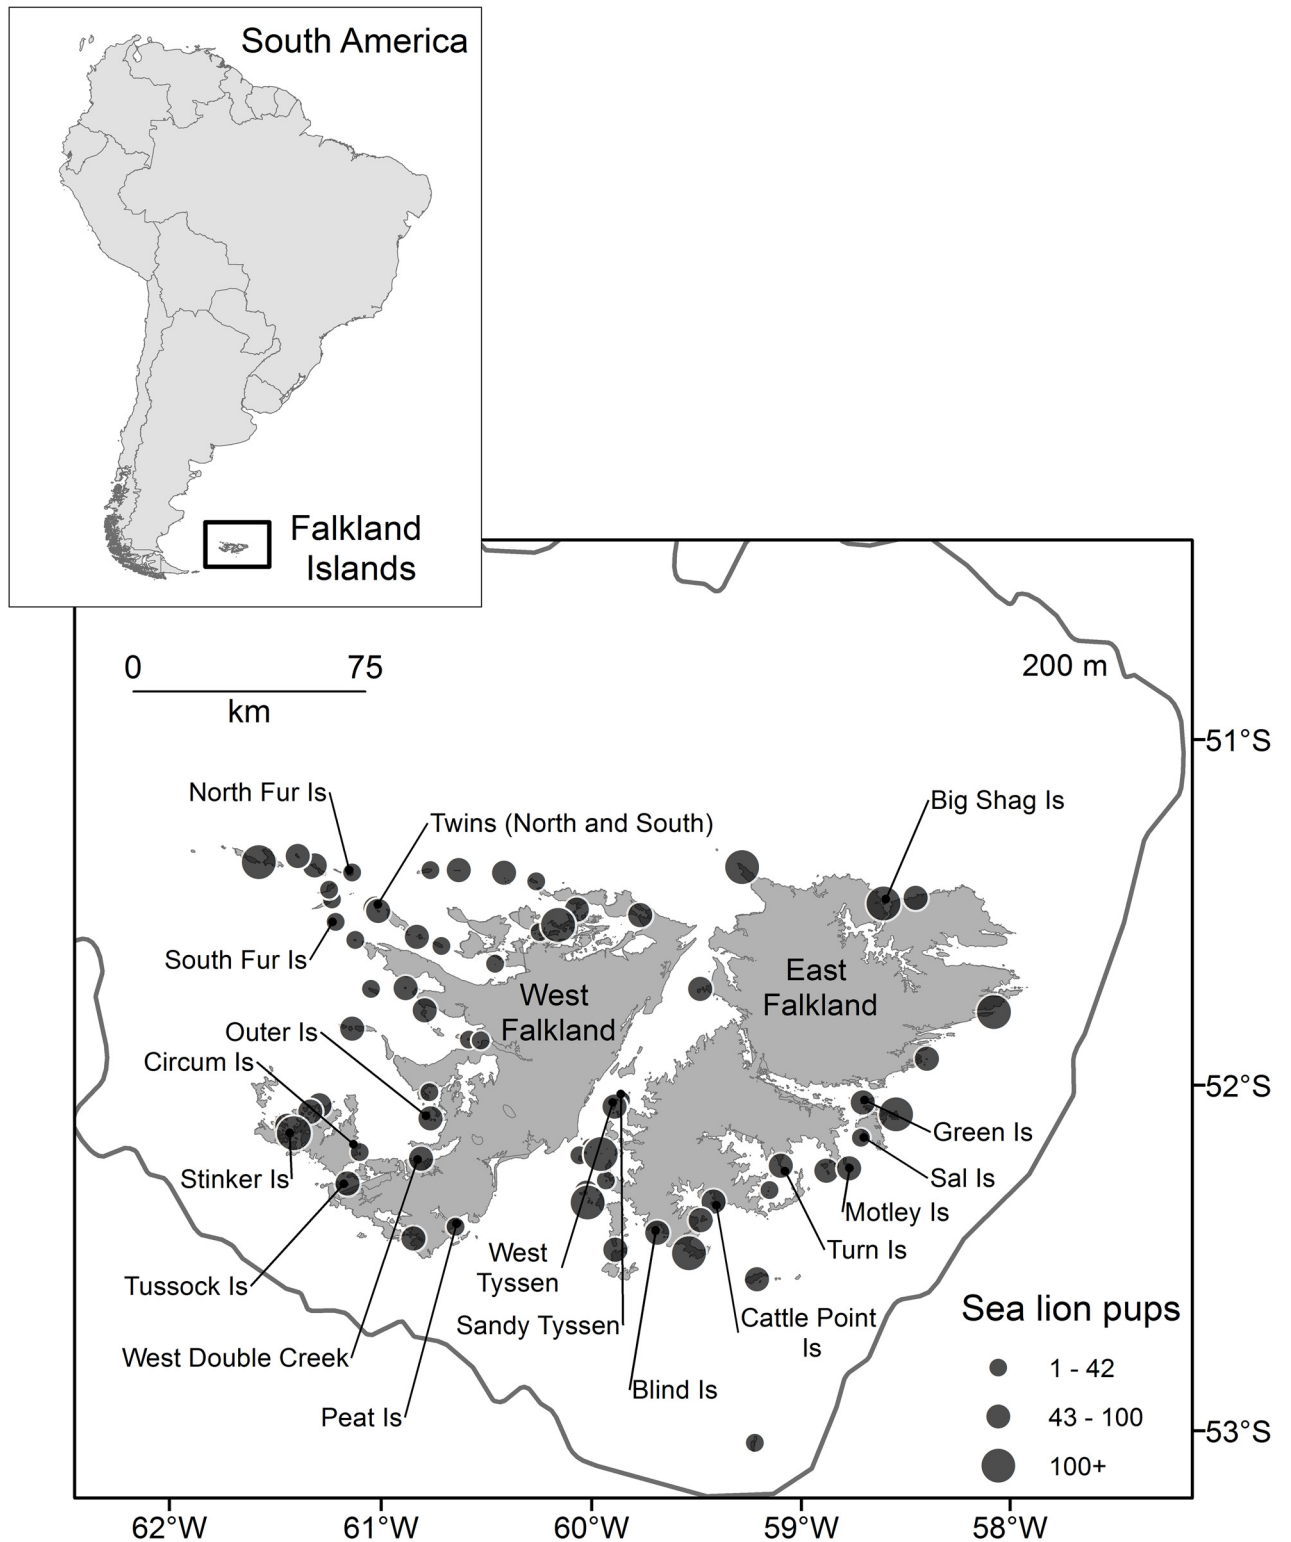 South America
Falkland
Islands
0 75
km
200 m
51°S
North Fur Is
Twins (North and South)
Big Shag Is
South Fur Is
West
Falkland
East
Falkland
Outer Is
Circum Is
52°S
Green Is
Stinker Is
Sal Is
Motley Is
Turn Is
West
Tyssen
Tussock Is
Sandy Tyssen
Cattle Point
Is
West Double Creek
Blind Is
Peat Is
Sea lion pups
1 - 42
43 - 100
100+
53°S
62°W 61°W 60°W 59°W 58°W